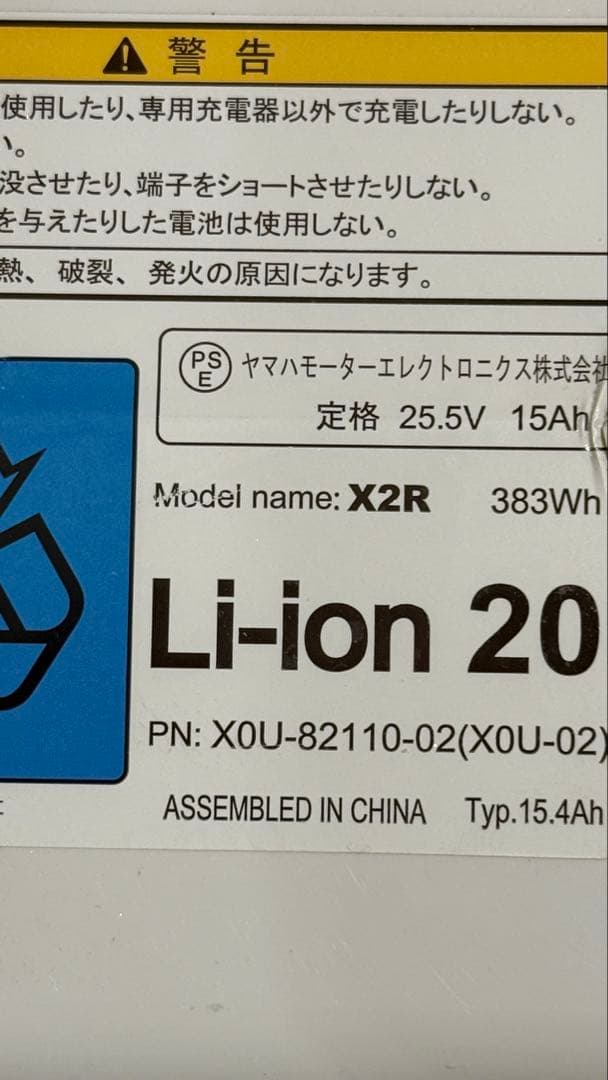 警告
使用したり、専用充電器以外で充電したりしない。
い。
没させたり、端子をショートさせたりしない。
を与えたりした電池は使用しない。
熱、破裂、発火の原因になります。
PS
E
ヤマハモーターエレクトロニクス株式会社
定格 25.5V 15Ah
Model name: X2R 383Wh
Li-ion 20
PN: X0U-82110-02(X0U-02)
ASSEMBLED IN CHINA Typ.15.4Ah